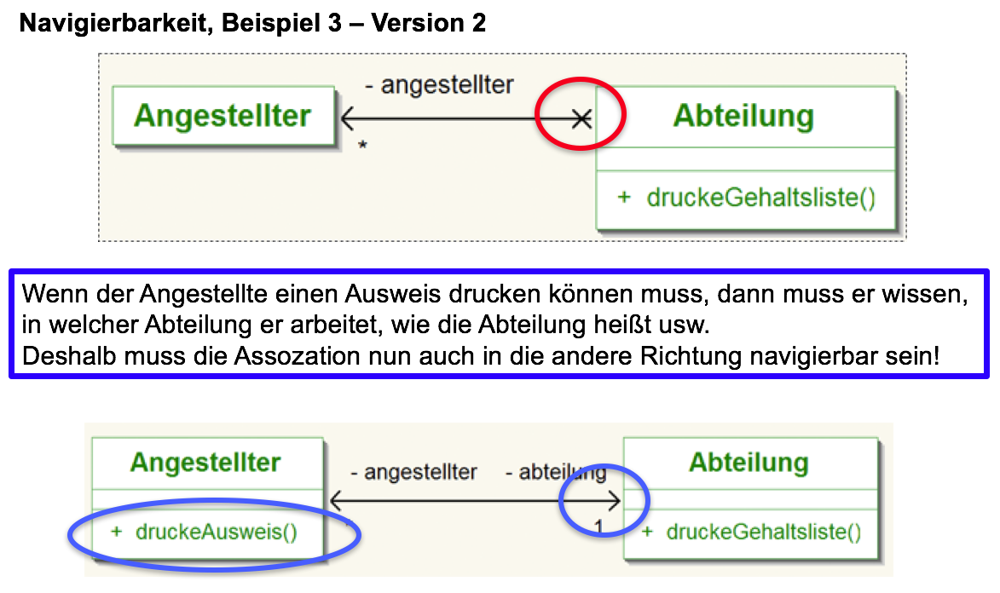 Navigierbarkeit, Beispiel 3 – Version 2
- angestellter
Angestellter
*
Abteilung
+ druckeGehaltsliste()
Wenn der Angestellte einen Ausweis drucken können muss, dann muss er wissen,
in welcher Abteilung er arbeitet, wie die Abteilung heißt usw.
Deshalb muss die Assozation nun auch in die andere Richtung navigierbar sein!
Angestellter
+ druckeAusweis()
- angestellter - abteilung
* 1
Abteilung
+ druckeGehaltsliste()